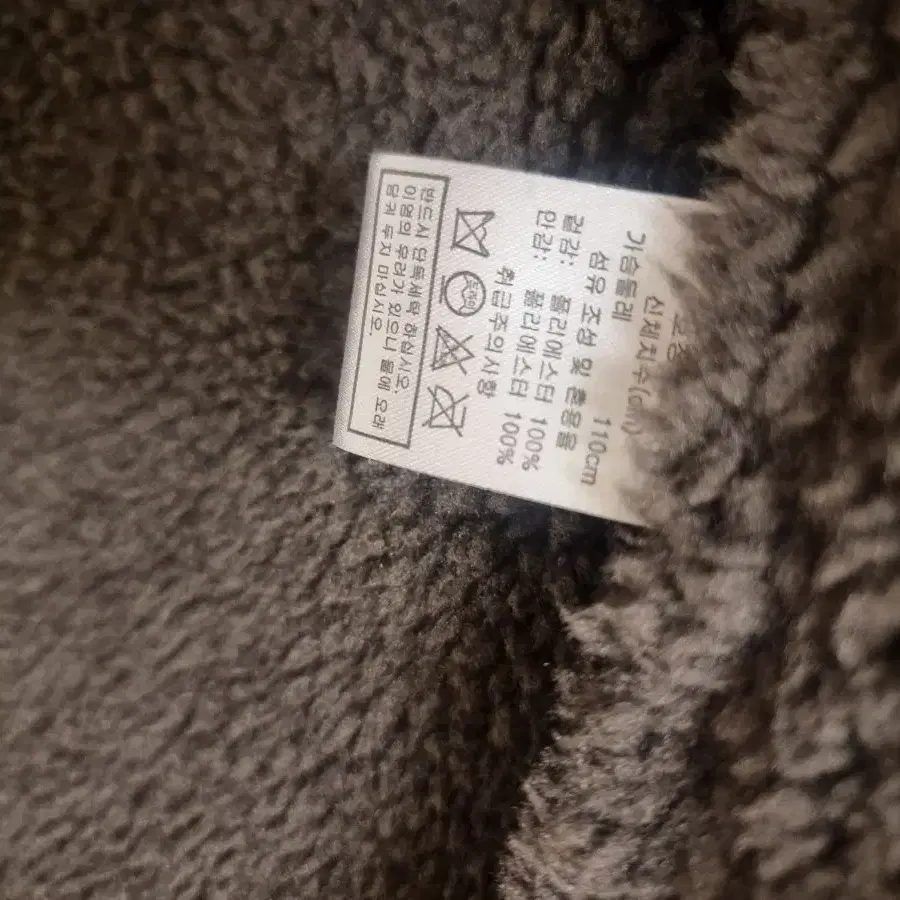 신체치수(cm)
가슴둘레 110cm
섬유 조성 및 혼용율
겉감: 폴리에스터 100%
안감: 폴리에스터 100%
취급주의사항
드라이
반드시 단독세탁 하십시오.
이염의 우려가 있으니 물에 오래
담궈 두지 마십시오.